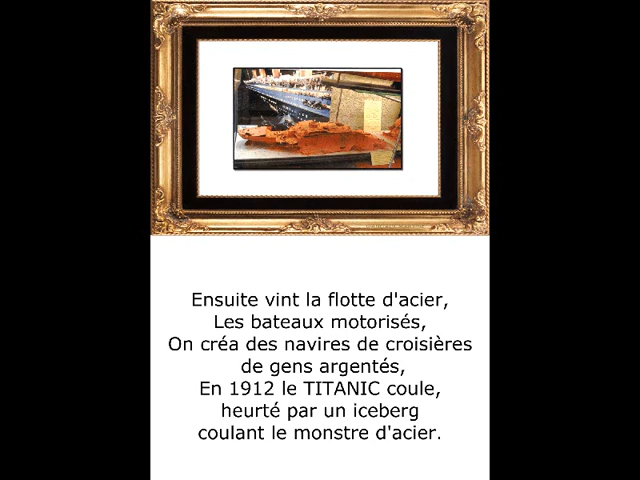 Ensuite vint la flotte d'acier,
Les bateaux motorisés,
On créa des navires de croisières
de gens argentés,
En 1912 le TITANIC coule,
heurté par un iceberg
coulant le monstre d'acier.